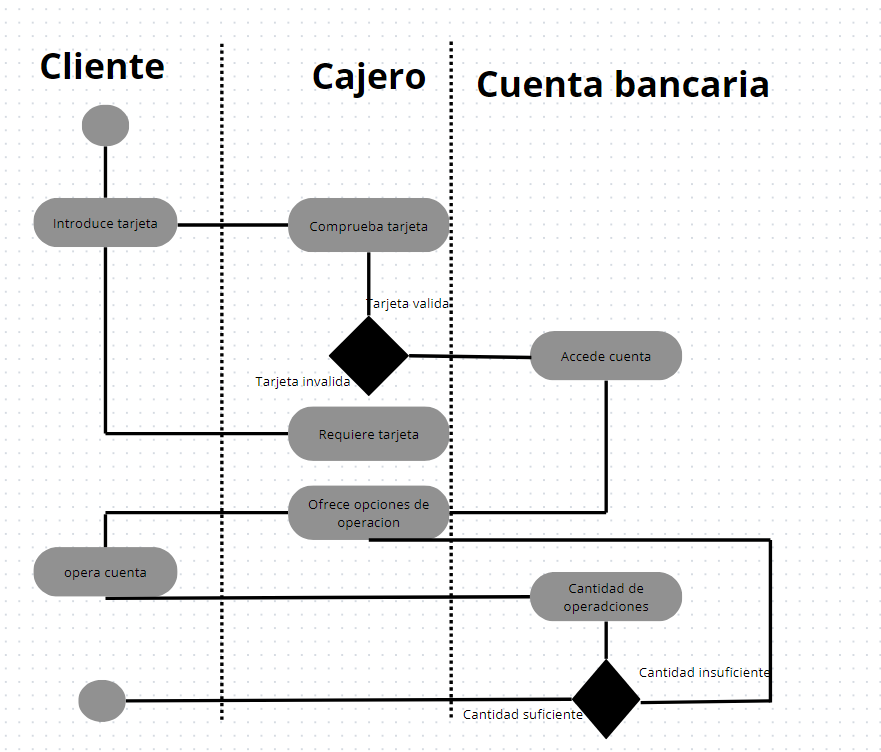 Cliente
Cajero
Cuenta bancaria
Introduce tarjeta
Comprueba tarjeta
Tarjeta valida
Accede cuenta
Tarjeta invalida
Requiere tarjeta
Ofrece opciones de
operacion
opera cuenta
Cantidad de
operadciones
Cantidad insuficiente
Cantidad suficiente